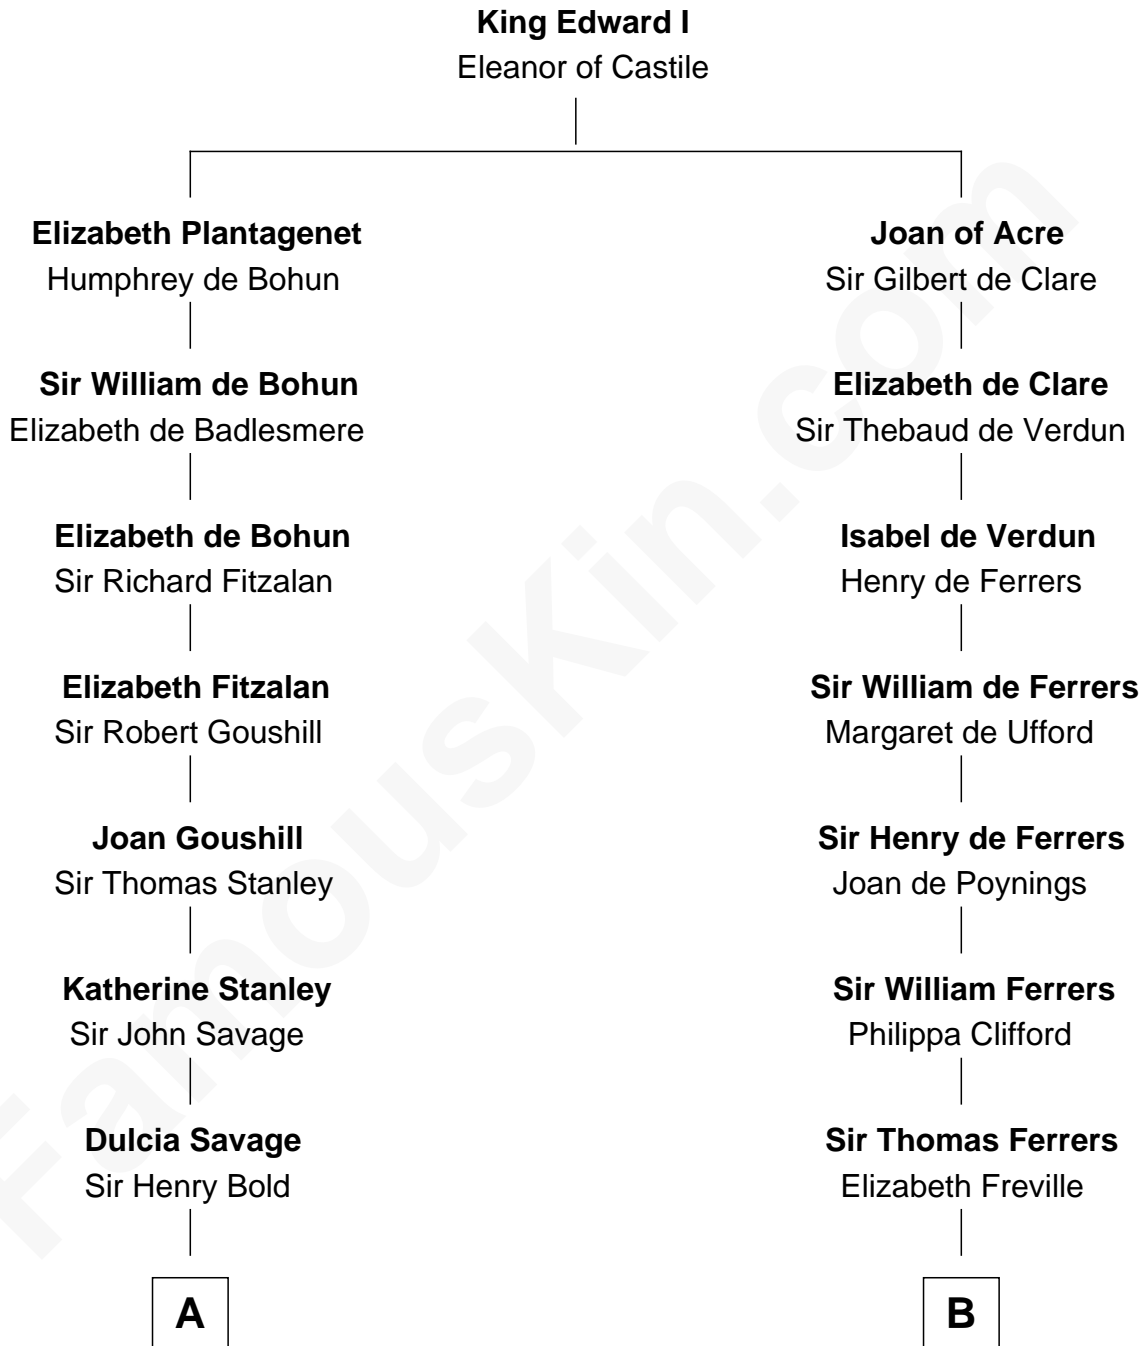 King Edward I
Eleanor of Castile
Elizabeth Plantagenet
Humphrey de Bohun
Joan of Acre
Sir Gilbert de Clare
Sir William de Bohun
Elizabeth de Badlesmere
Elizabeth de Clare
Sir Thebaud de Verdun
Elizabeth de Bohun
Sir Richard Fitzalan
Isabel de Verdun
Henry de Ferrers
Elizabeth Fitzalan
Sir Robert Goushill
Sir William de Ferrers
Margaret de Ufford
Joan Goushill
Sir Thomas Stanley
Sir Henry de Ferrers
Joan de Poynings
Katherine Stanley
Sir John Savage
Sir William Ferrers
Philippa Clifford
Dulcia Savage
Sir Henry Bold
Sir Thomas Ferrers
Elizabeth Freville
A
B
FamousKin.com